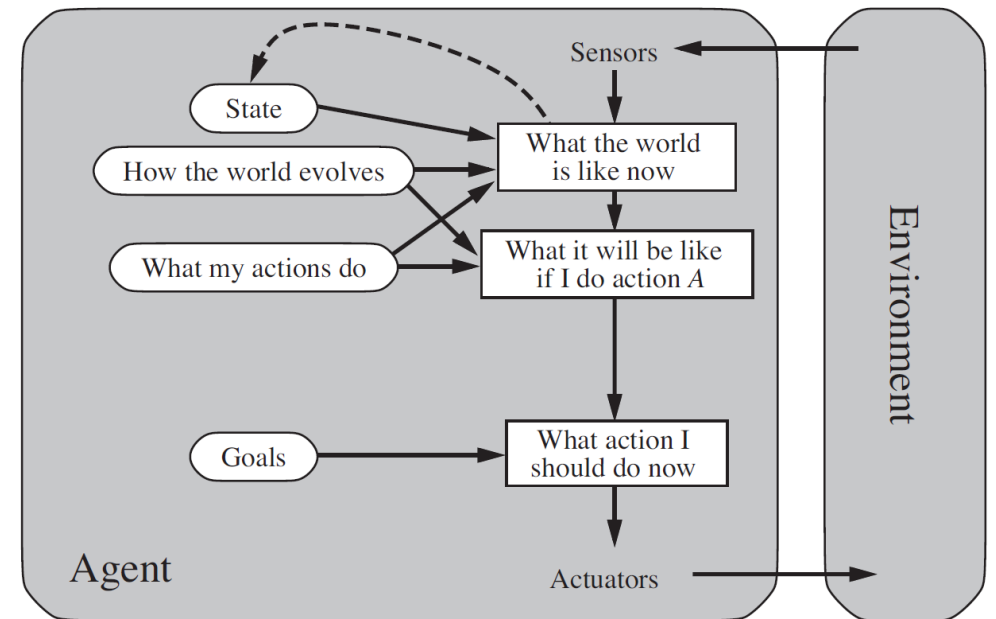 Sensors
State
What the world
is like now
How the world evolves
What it will be like
if I do action A
What my actions do
Environment
What action I
should do now
Goals
Agent
Actuators